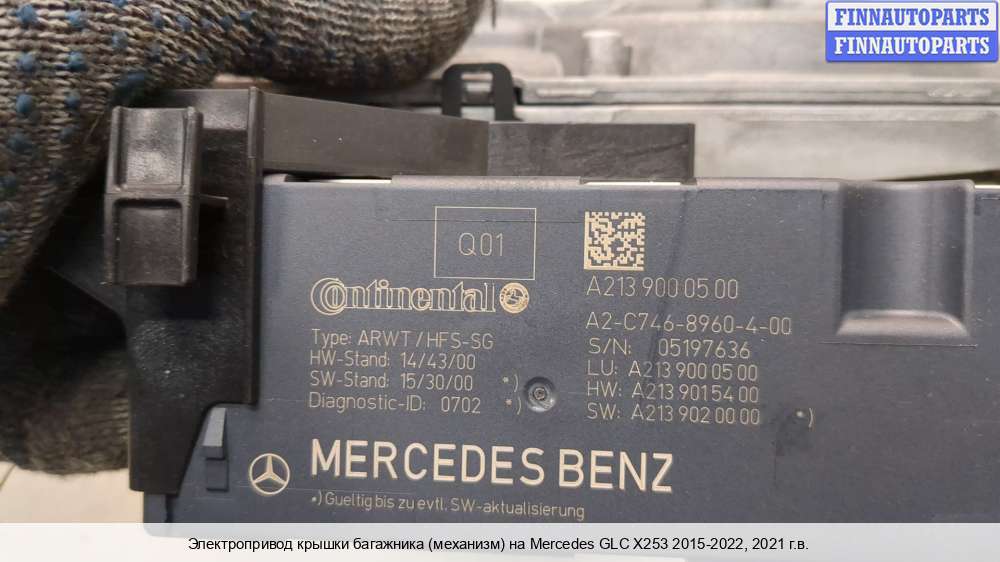 FINNAUTOPARTS
FINNAUTOPARTS
Q01
Continental
Type: ARWT/HFS-SG
HW-Stand: 14/43/00
SW-Stand: 15/30/00 *)
Diagnostic-ID: 0702 *)
A213 900 05 00
A2-C746-8960-4-00
S/N: 05197636
LU: A213 900 05 00
HW: A213 901 54 00
SW: A213 902 00 00 *)
MERCEDES BENZ
*) Gueltig bis zu evtl. SW-aktualisierung
Электропривод крышки багажника (механизм) на Mercedes GLC X253 2015-2022, 2021 г.в.